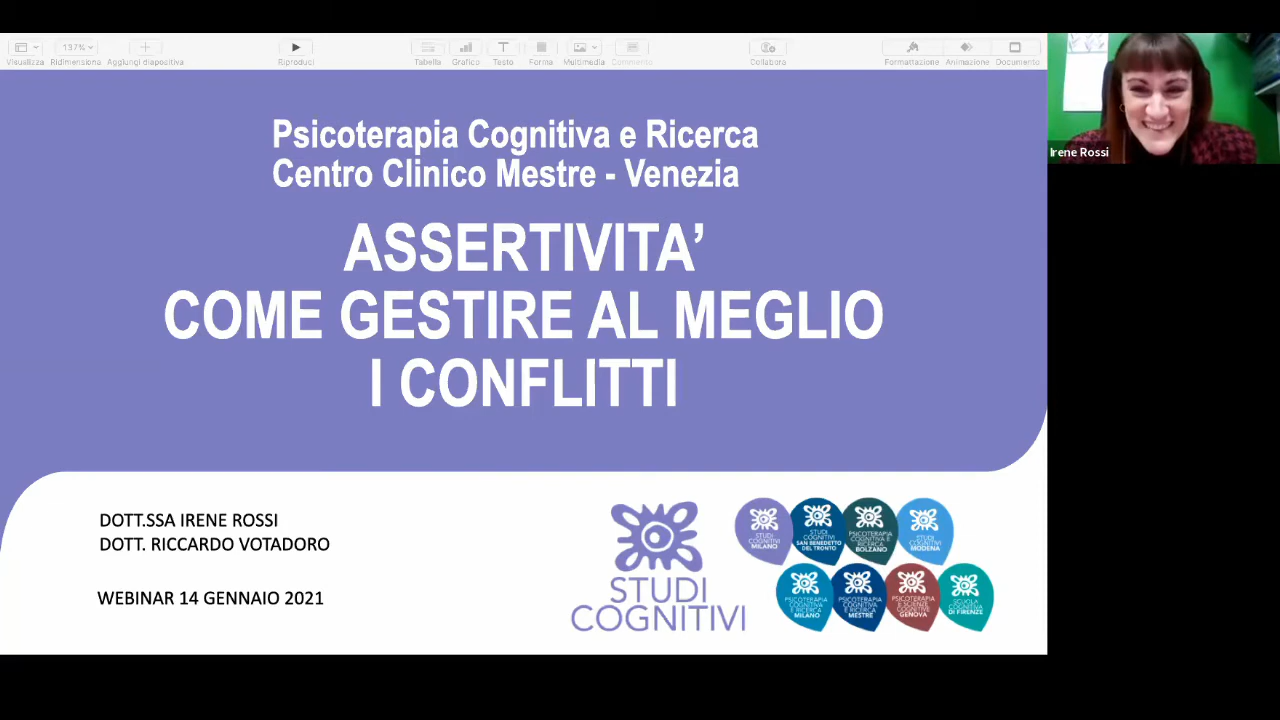 Visualizza
137%
Ridimensiona
Aggiungi diapositiva
Riproduci
Tabella
Grafico
Testo
Forma
Multimedia
Commento
Collabora
Formattazione
Animazione
Documento
Irene Rossi
Psicoterapia Cognitiva e Ricerca
Centro Clinico Mestre - Venezia
ASSERTIVITA’
COME GESTIRE AL MEGLIO
I CONFLITTI
DOTT.SSA IRENE ROSSI
DOTT. RICCARDO VOTADORO
WEBINAR 14 GENNAIO 2021
STUDI
COGNITIVI
STUDI
COGNITIVI
MILANO
STUDI
COGNITIVI
SAN BENEDETTO
DEL TRONTO
PSICOTERAPIA
COGNITIVA E
RICERCA
BOLZANO
STUDI
COGNITIVI
MODENA
PSICOTERAPIA
COGNITIVA
E RICERCA
MILANO
PSICOTERAPIA
COGNITIVA
E RICERCA
MESTRE
PSICOTERAPIA
E SCIENZE
COGNITIVE
GENOVA
SCUOLA
COGNITIVA
DI FIRENZE